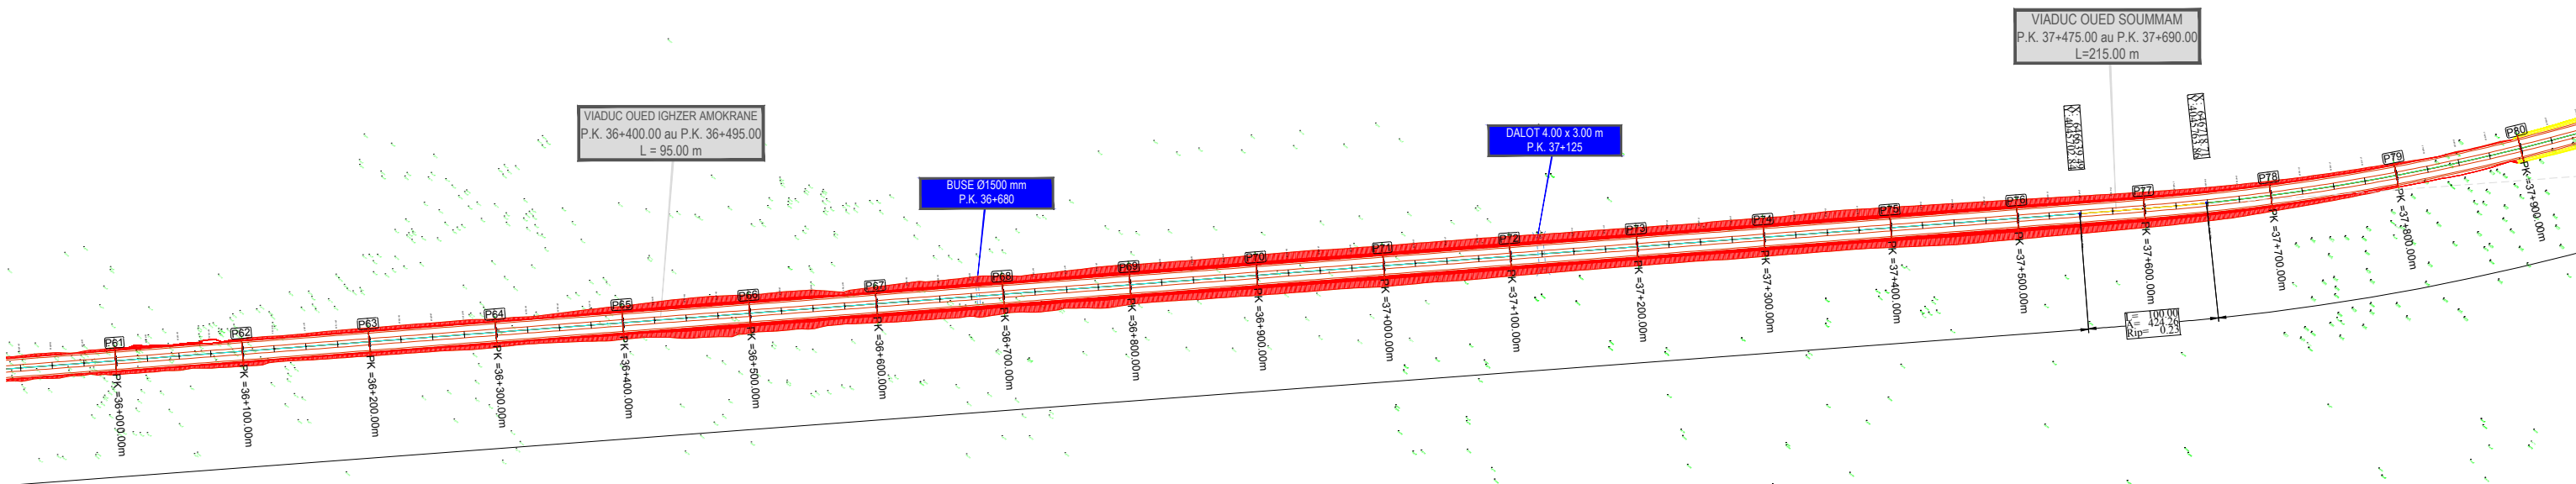 VIADUC OUED SOUMMAM
P.K. 37+475.00 au P.K. 37+690.00
L=215.00 m
VIADUC OUED IGHZER AMOKRANE
P.K. 36+400.00 au P.K. 36+495.00
L = 95.00 m
DALOT 4.00 x 3.00 m
P.K. 37+125
BUSE Ø1500 mm
P.K. 36+680
P61
P62
P63
P64
P65
P66
P67
P68
P69
P70
P71
P72
P73
P74
P75
P76
P77
P78
P79
P80
PK =36+000.00m
PK =36+100.00m
PK =36+200.00m
PK =36+300.00m
PK =36+400.00m
PK =36+500.00m
PK =36+600.00m
PK =36+700.00m
PK =36+800.00m
PK =36+900.00m
PK =37+000.00m
PK =37+100.00m
PK =37+200.00m
PK =37+300.00m
PK =37+400.00m
PK =37+500.00m
PK =37+600.00m
PK =37+700.00m
PK =37+800.00m
PK =37+900.00m
L= 100.00
A= 424.26
Rip= 0.23